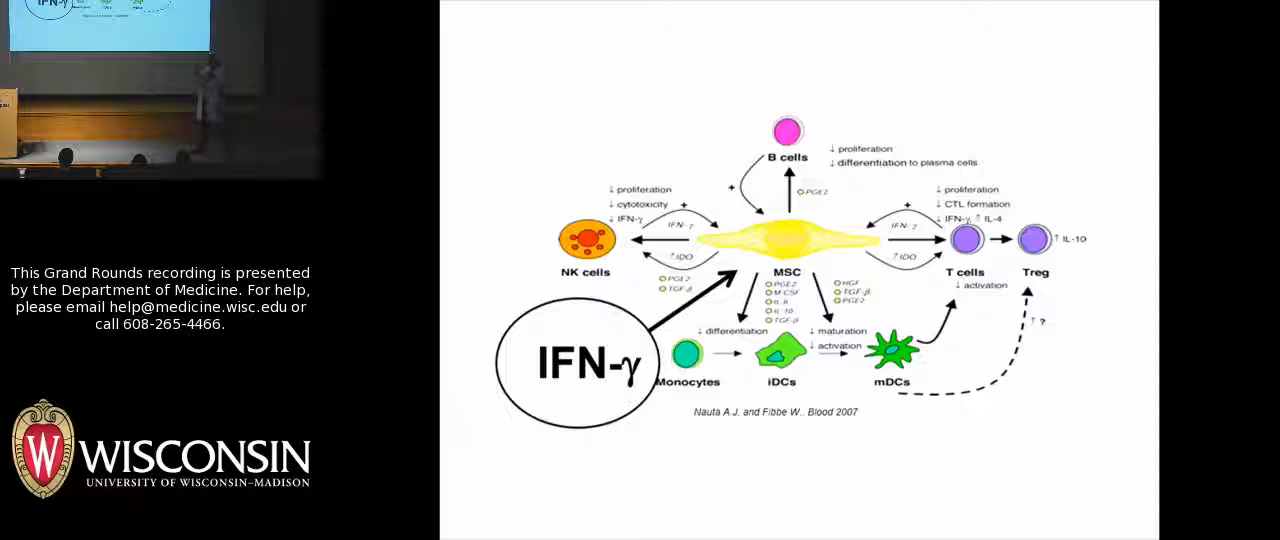 IFN-γ
This Grand Rounds recording is presented
by the Department of Medicine. For help,
please email help@medicine.wisc.edu or
call 608-265-4466.
W WISCONSIN
UNIVERSITY OF WISCONSIN–MADISON
B cells
↓ proliferation
↓ differentiation to plasma cells
+
PGE2
↓ proliferation
↓ cytotoxicity
↓ IFN-γ
+
IFN-γ
NK cells
↑ IDO
PGE2
TGF-β
MSC
+
IFN-γ
↑ IDO
↓ proliferation
↓ CTL formation
↓ IFN-γ, ↑ IL-4
T cells
↓ activation
Treg
↑ IL-10
PGE2
M-CSF
IL-6
IL-10
TGF-β
HGF
TGF-β
PGE2
↓ differentiation
↓ maturation
↓ activation
↑ ?
IFN-γ
Monocytes
iDCs
mDCs
Nauta A.J. and Fibbe W.. Blood 2007